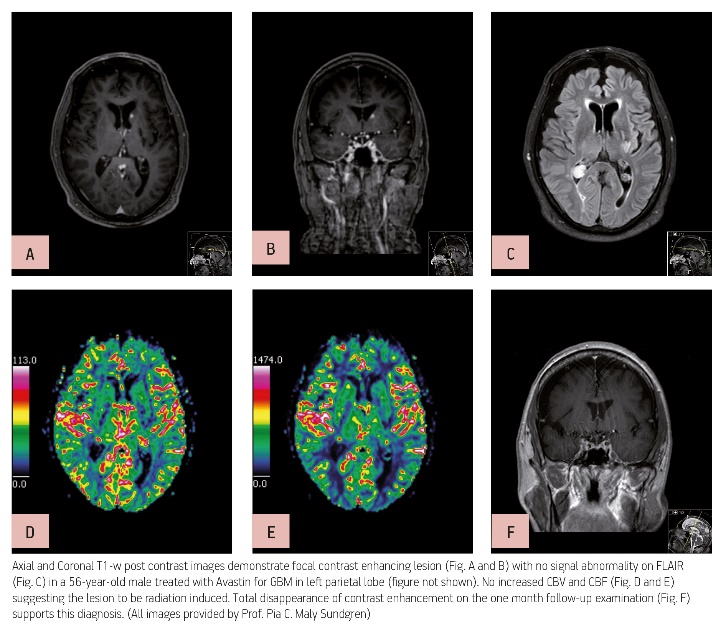 A
B
C
113.0
0.0
D
1474.0
0.0
E
F
Axial and Coronal T1-w post contrast images demonstrate focal contrast enhancing lesion (Fig. A and B) with no signal abnormality on FLAIR
(Fig. C) in a 56-year-old male treated with Avastin for GBM in left parietal lobe (figure not shown). No increased CBV and CBF (Fig. D and E)
suggesting the lesion to be radiation induced. Total disappearance of contrast enhancement on the one month follow-up examination (Fig. F)
supports this diagnosis. (All images provided by Prof. Pia C. Maly Sundgren)